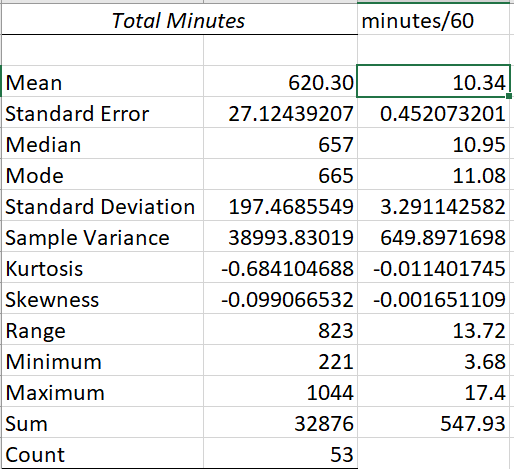 Total Minutes minutes/60
Mean 620.30 10.34
Standard Error 27.12439207 0.452073201
Median 657 10.95
Mode 665 11.08
Standard Deviation 197.4685549 3.291142582
Sample Variance 38993.83019 649.8971698
Kurtosis -0.684104688 -0.011401745
Skewness -0.099066532 -0.001651109
Range 823 13.72
Minimum 221 3.68
Maximum 1044 17.4
Sum 32876 547.93
Count 53